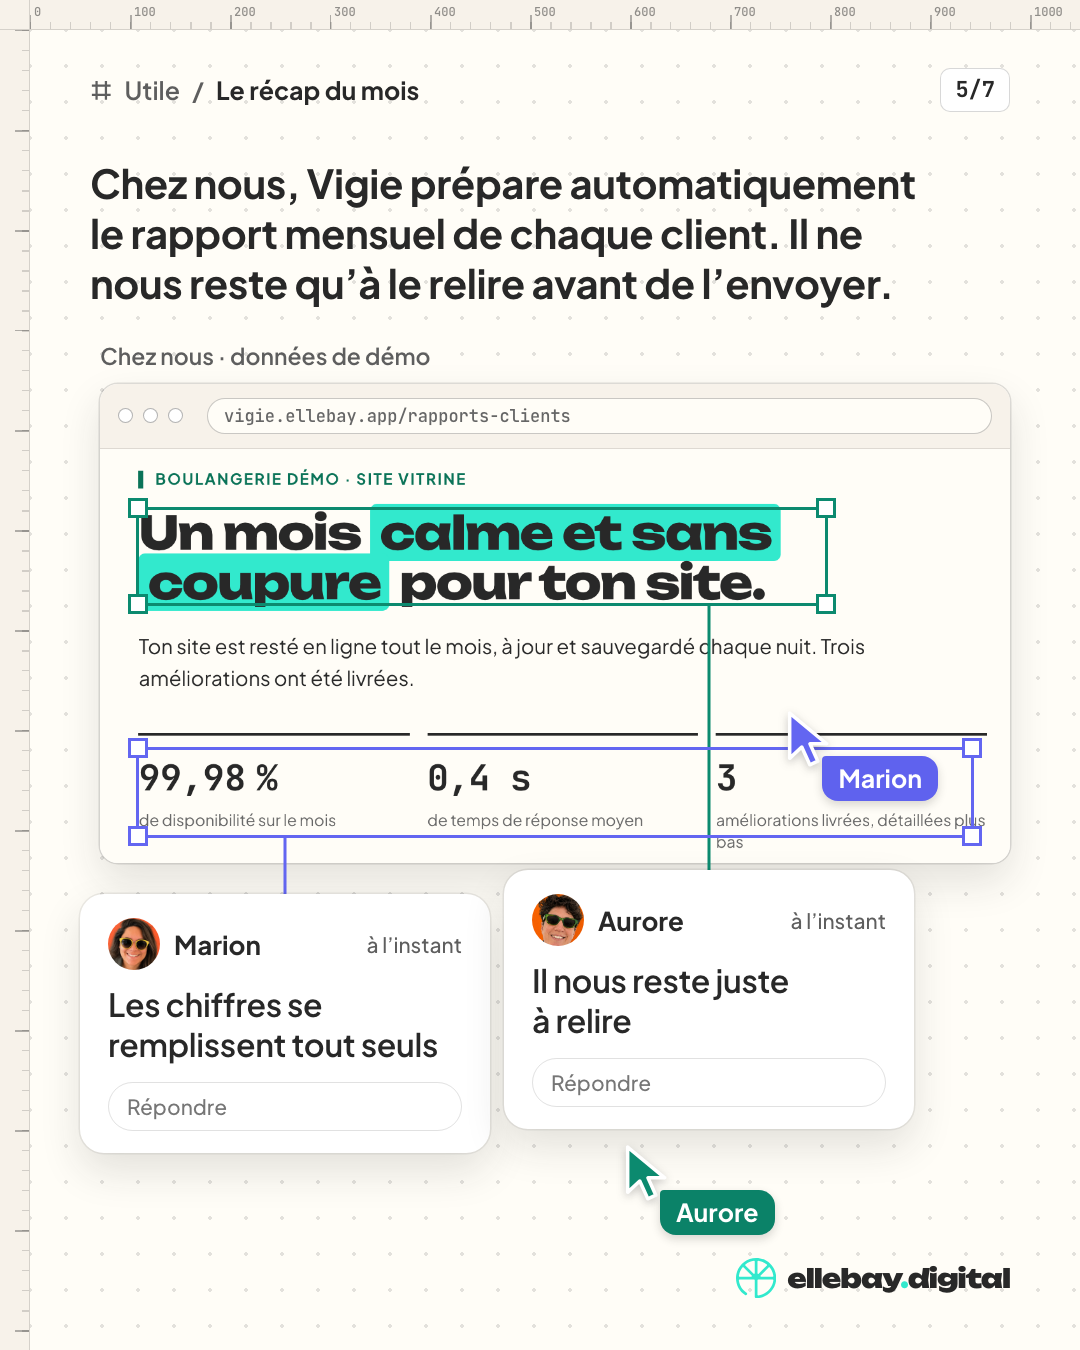 0 100 200 300 400 500 600 700 800 900 1000
Utile / Le récap du mois
5/7
Chez nous, Vigie prépare automatiquement
le rapport mensuel de chaque client. Il ne
nous reste qu’à le relire avant de l’envoyer.
Chez nous · données de démo
vigie.ellebay.app/rapports-clients
BOULANGERIE DÉMO · SITE VITRINE
Un mois calme et sans
coupure pour ton site.
Ton site est resté en ligne tout le mois, à jour et sauvegardé chaque nuit. Trois
améliorations ont été livrées.
99,98 %
de disponibilité sur le mois
0,4 s
de temps de réponse moyen
3
améliorations livrées, détaillées plus
bas
Marion
Marion
à l’instant
Les chiffres se
remplissent tout seuls
Répondre
Aurore
à l’instant
Il nous reste juste
à relire
Répondre
Aurore
ellebay.digital